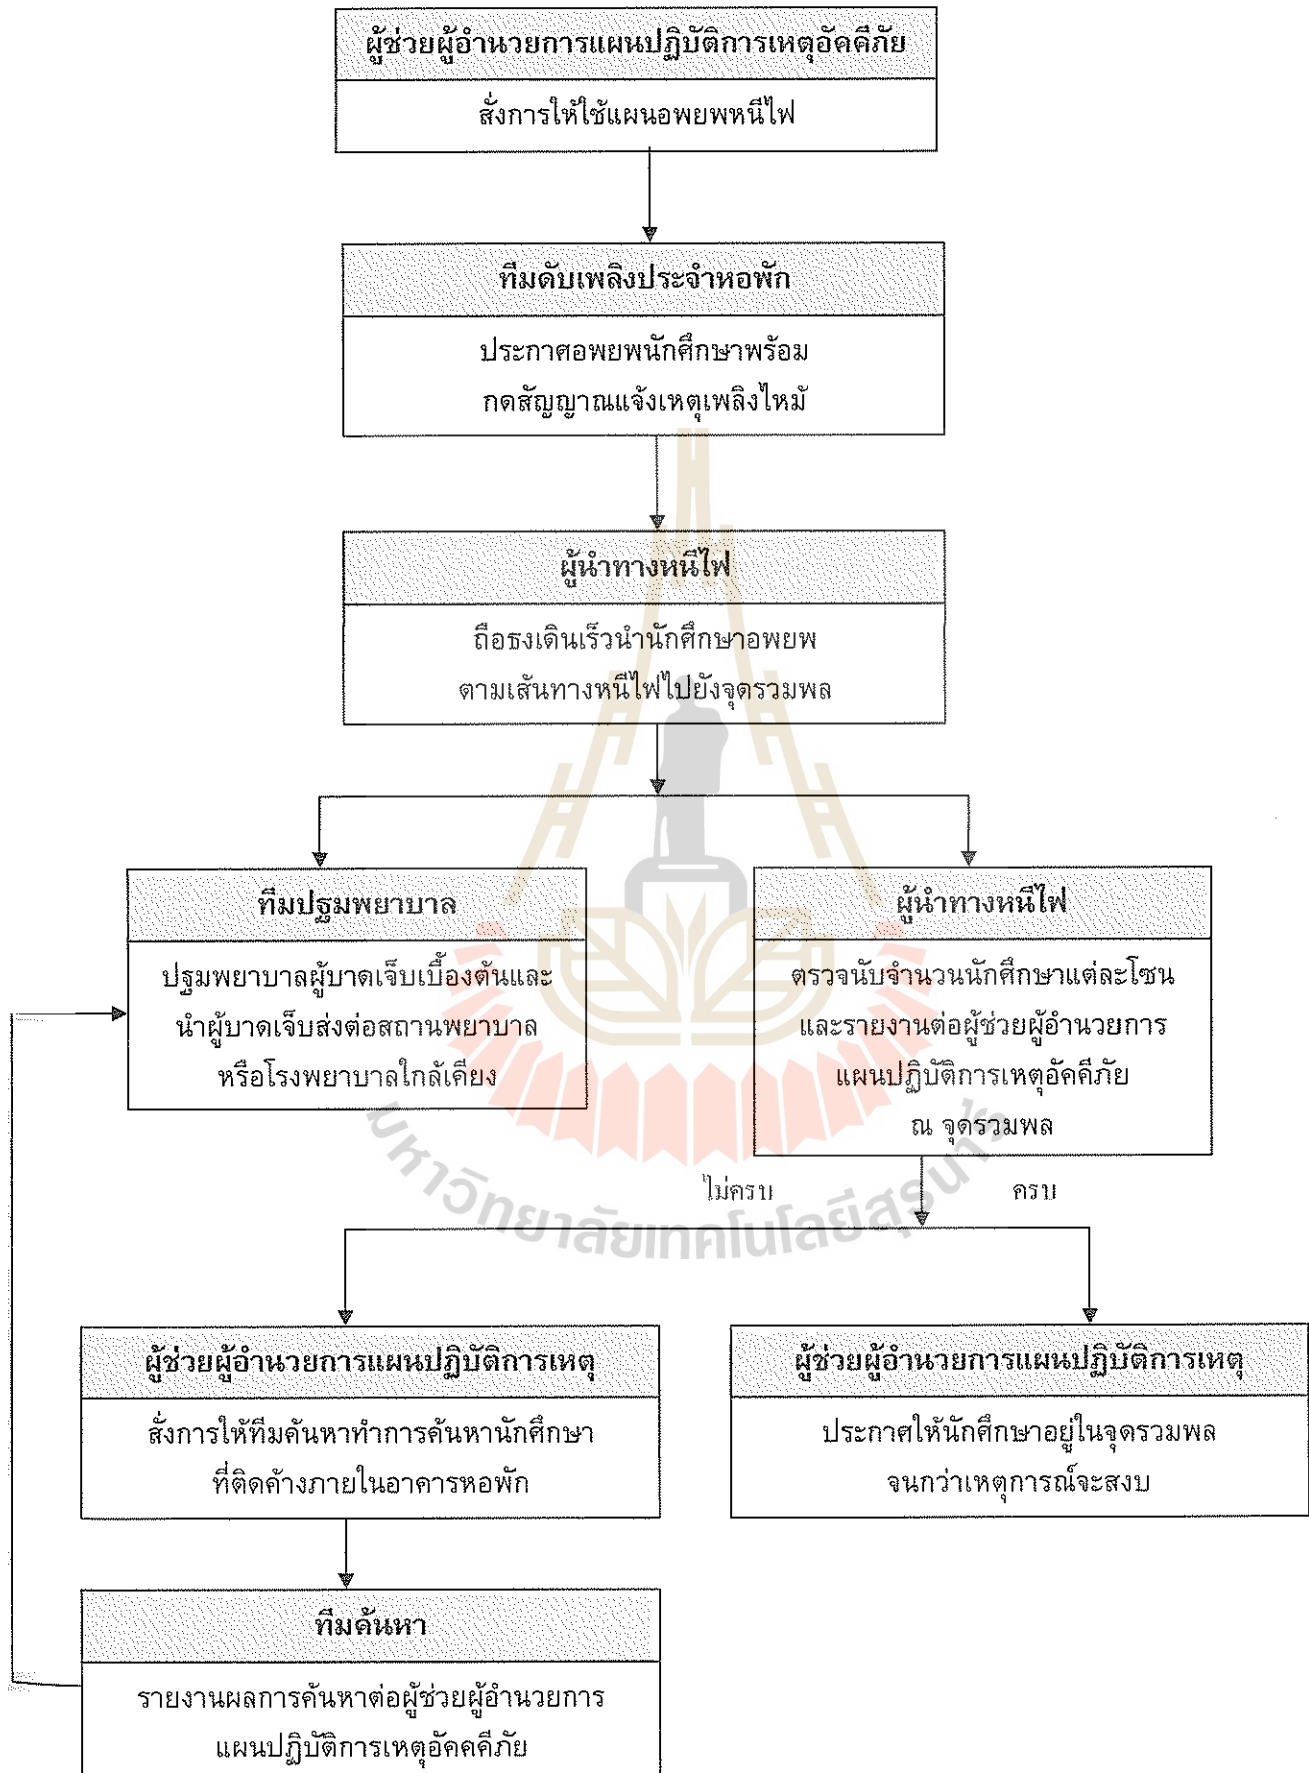 ผู้ช่วยผู้อำนวยการแผนปฏิบัติการเหตุอัคคีภัย
สั่งการให้ใช้แผนอพยพหนีไฟ
ทีมดับเพลิงประจำหอพัก
ประกาศอพยพนักศึกษาพร้อม
กดสัญญาณแจ้งเหตุเพลิงไหม้
ผู้นำทางหนีไฟ
ถือธงเดินเร็วนำนักศึกษาอพยพ
ตามเส้นทางหนีไฟไปยังจุดรวมพล
ทีมปฐมพยาบาล
ปฐมพยาบาลผู้บาดเจ็บเบื้องต้นและ
นำผู้บาดเจ็บส่งต่อสถานพยาบาล
หรือโรงพยาบาลใกล้เคียง
ผู้นำทางหนีไฟ
ตรวจนับจำนวนนักศึกษาแต่ละโซน
และรายงานต่อผู้ช่วยผู้อำนวยการ
แผนปฏิบัติการเหตุอัคคีภัย
ณ จุดรวมพล
ไม่ครบ
ครบ
มหาวิทยาลัยเทคโนโลยีสุรนารี
ผู้ช่วยผู้อำนวยการแผนปฏิบัติการเหตุ
สั่งการให้ทีมค้นหาทำการค้นหานักศึกษา
ที่ติดค้างภายในอาคารหอพัก
ผู้ช่วยผู้อำนวยการแผนปฏิบัติการเหตุ
ประกาศให้นักศึกษาอยู่ในจุดรวมพล
จนกว่าเหตุการณ์จะสงบ
ทีมค้นหา
รายงานผลการค้นหาต่อผู้ช่วยผู้อำนวยการ
แผนปฏิบัติการเหตุอัคคคีภัย